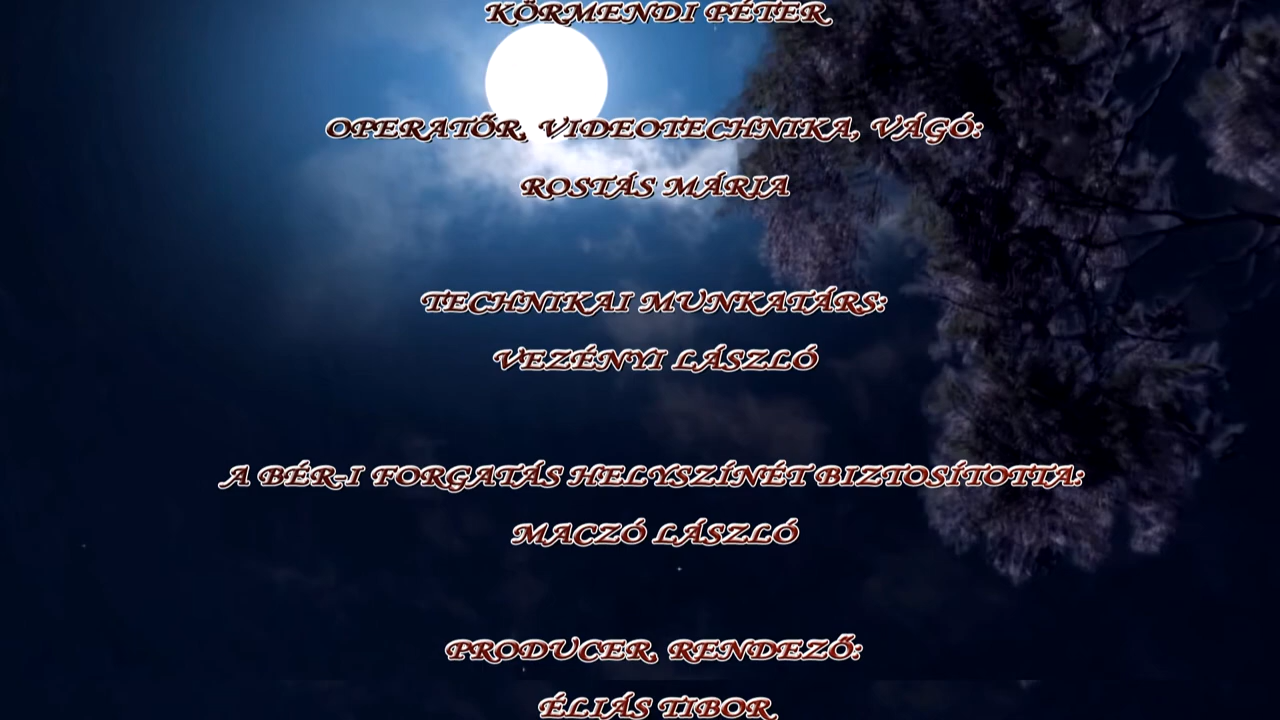 KÖRMENDI PÉTER
OPERATŐR, VIDEOTECHNIKA, VÁGÓ:
ROSTÁS MÁRIA
TECHNIKAI MUNKATÁRS:
VEZÉNYI LÁSZLÓ
A BÉR-I FORGATÁS HELYSZÍNÉT BIZTOSÍTOTTA:
MACZÓ LÁSZLÓ
PRODUCER, RENDEZŐ:
ÉLIÁS TIBOR